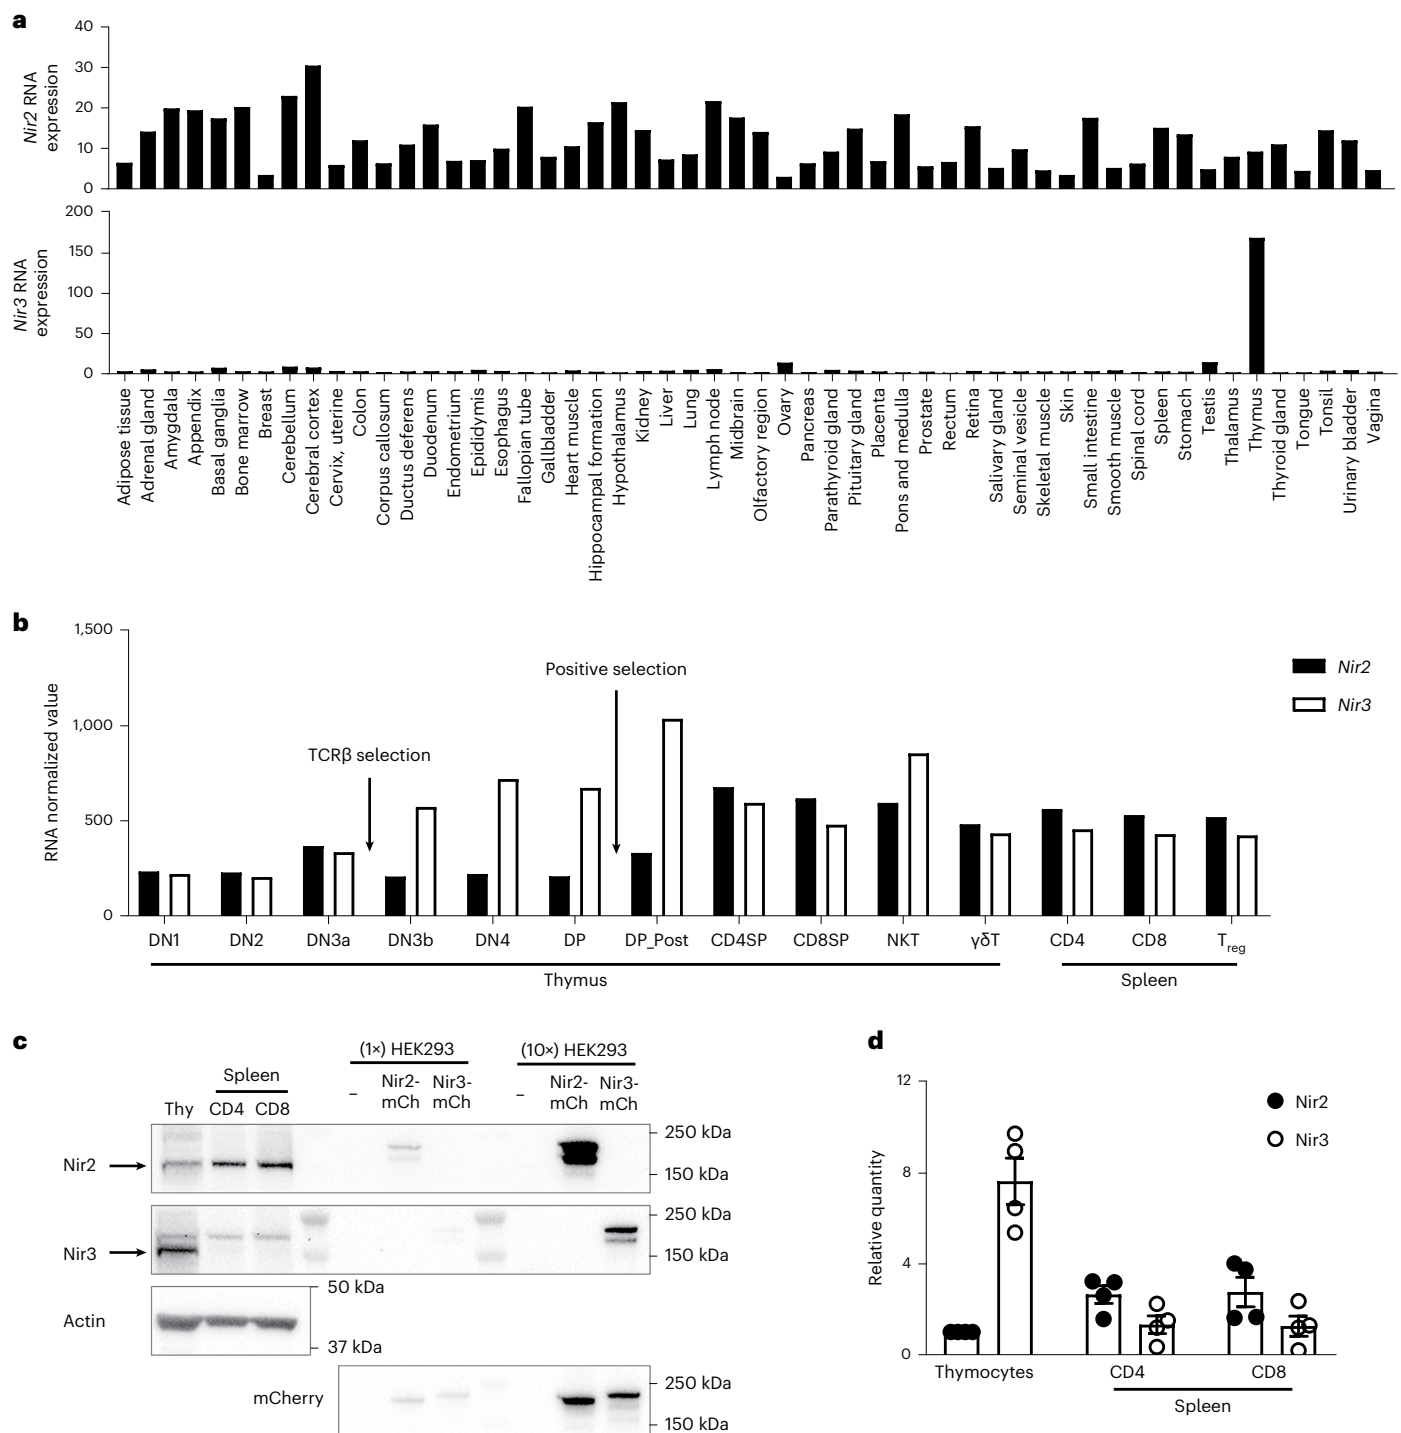 a
Nir2 RNA
expression
40
30
20
10
0
Nir3 RNA
expression
200
150
100
50
0
Adipose tissue
Adrenal gland
Amygdala
Appendix
Basal ganglia
Bone marrow
Breast
Cerebellum
Cerebral cortex
Cervix, uterine
Colon
Corpus callosum
Ductus deferens
Duodenum
Endometrium
Epididymis
Esophagus
Fallopian tube
Gallbladder
Heart muscle
Hippocampal formation
Hypothalamus
Kidney
Liver
Lung
Lymph node
Midbrain
Olfactory region
Ovary
Pancreas
Parathyroid gland
Pituitary gland
Placenta
Pons and medulla
Prostate
Rectum
Retina
Salivary gland
Seminal vesicle
Skeletal muscle
Skin
Small intestine
Smooth muscle
Spinal cord
Spleen
Stomach
Testis
Thalamus
Thymus
Thyroid gland
Tongue
Tonsil
Urinary bladder
Vagina
b
RNA normalized value
1,500
1,000
500
0
TCRβ selection
Positive selection
Nir2
Nir3
DN1 DN2 DN3a DN3b DN4 DP DP_Post CD4SP CD8SP NKT γδT CD4 CD8 Treg
Thymus Spleen
c
(1×) HEK293 (10×) HEK293
Spleen
Thy CD4 CD8
– Nir2-mCh Nir3-mCh – Nir2-mCh Nir3-mCh
Nir2
250 kDa
150 kDa
Nir3
250 kDa
150 kDa
Actin
50 kDa
37 kDa
mCherry
250 kDa
150 kDa
d
Relative quantity
12
8
4
0
Nir2
Nir3
Thymocytes CD4 CD8
Spleen